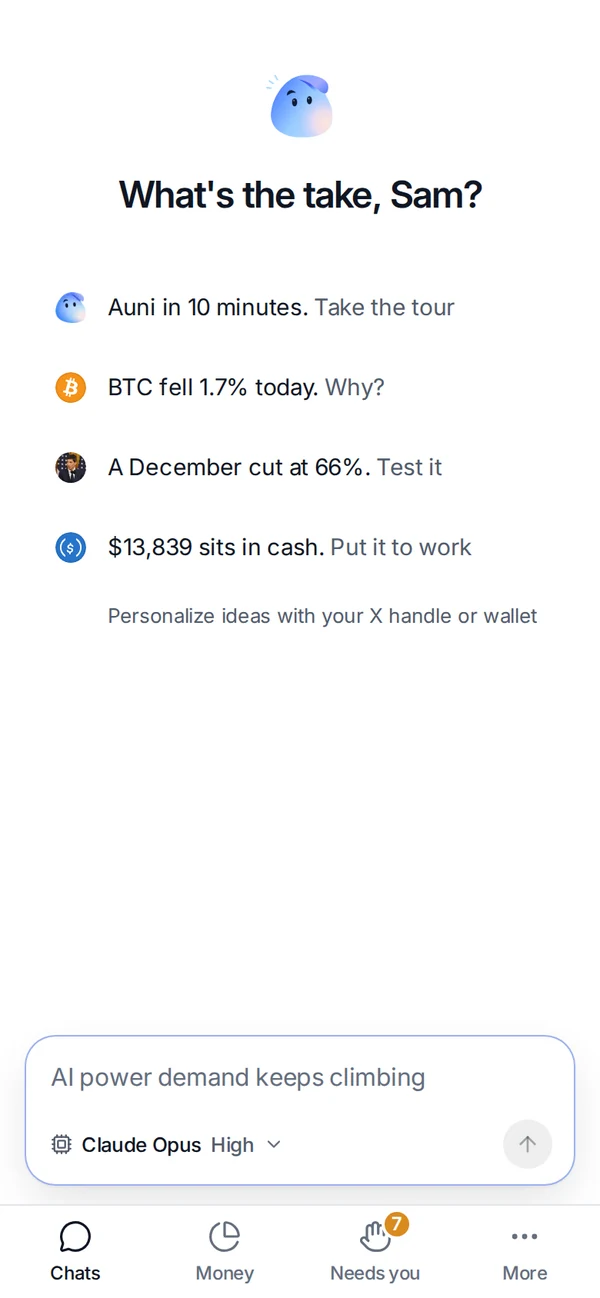 What's the take, Sam?
Auni in 10 minutes. Take the tour
BTC fell 1.7% today. Why?
A December cut at 66%. Test it
$13,839 sits in cash. Put it to work
Personalize ideas with your X handle or wallet
AI power demand keeps climbing
Claude Opus High
7
Chats Money Needs you More